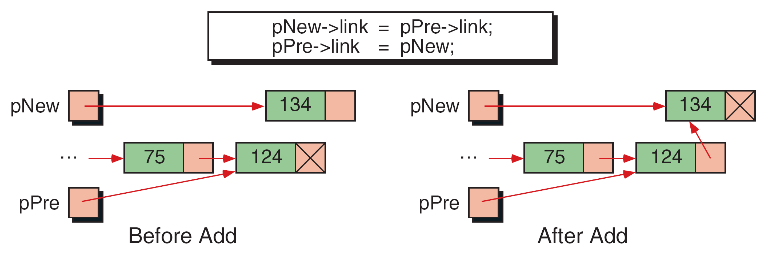 pNew->link = pPre->link;
pPre->link = pNew;
pNew 134
... 75 124
pPre
Before Add
pNew 134
... 75 124
pPre
After Add